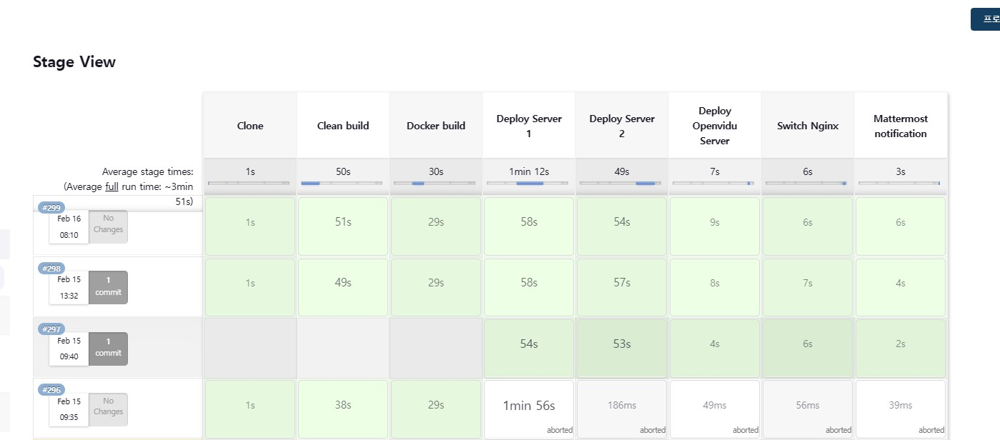 프로
Stage View
Clone
Clean build
Docker build
Deploy Server
1
Deploy Server
2
Deploy
Openvidu
Server
Switch Nginx
Mattermost
notification
Average stage times:
(Average full run time: ~3min
51s)
1s
50s
30s
1min 12s
49s
7s
6s
3s
#299
Feb 16
08:10
No
Changes
1s
51s
29s
58s
54s
9s
6s
6s
#298
Feb 15
13:32
1
commit
1s
49s
29s
58s
57s
8s
7s
4s
#297
Feb 15
09:40
1
commit
54s
53s
4s
6s
2s
#296
Feb 15
09:35
No
Changes
1s
38s
29s
1min 56s
aborted
186ms
aborted
49ms
aborted
56ms
aborted
39ms
aborted